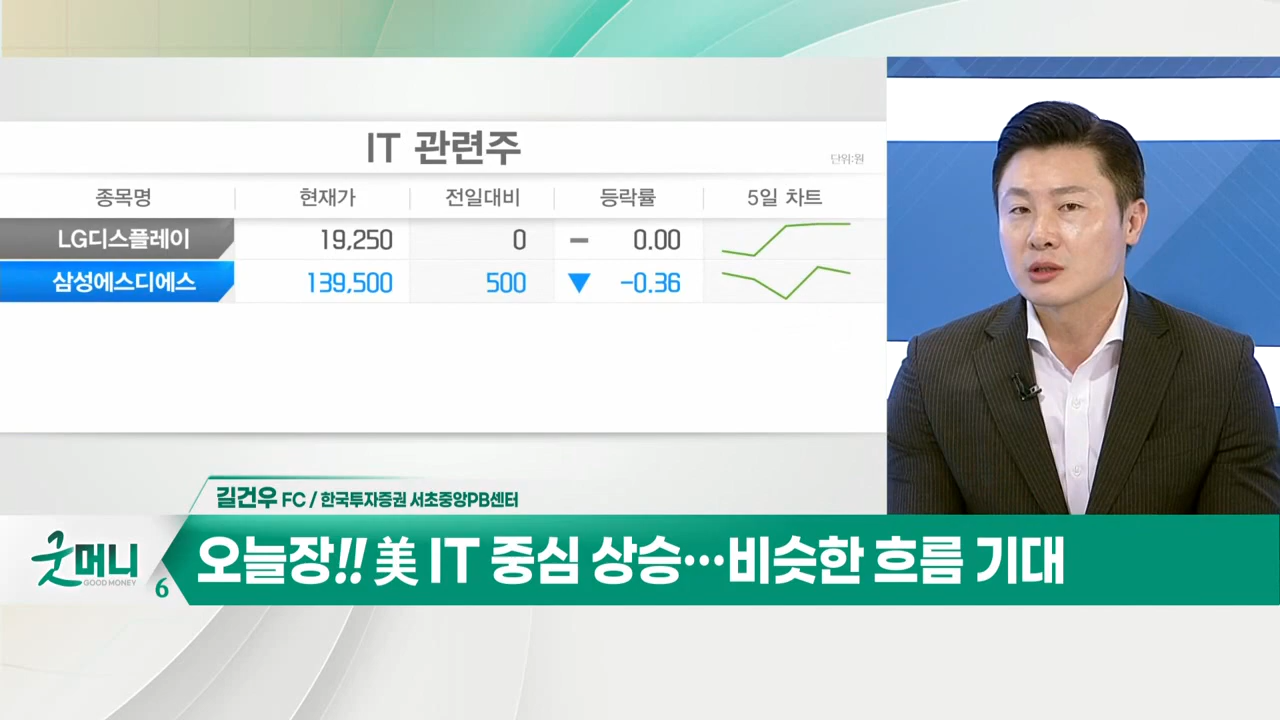 IT 관련주
단위:원
종목명 현재가 전일대비 등락률 5일 차트
LG디스플레이 19,250 0 0.00
삼성에스디에스 139,500 500 ▼ -0.36
길건우 FC / 한국투자증권 서초중앙PB센터
오늘장!! 美 IT 중심 상승…비슷한 흐름 기대
굿머니
GOOD MONEY
6